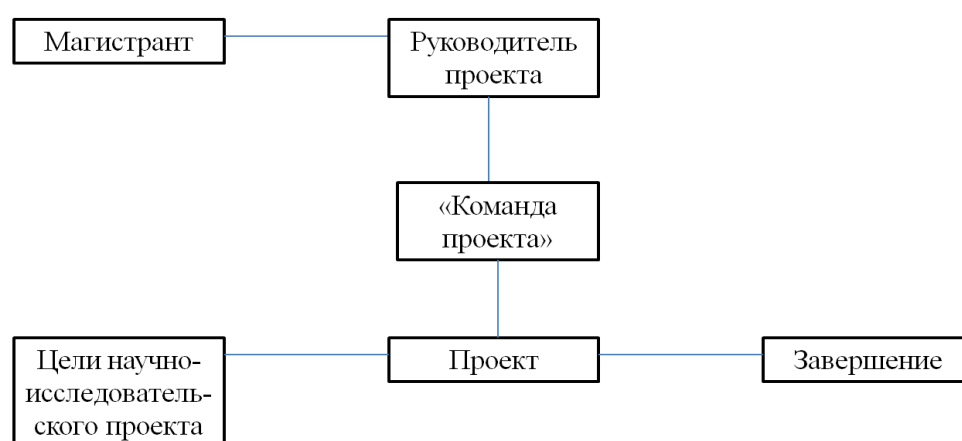 Магистрант
Руководитель
проекта
«Команда
проекта»
Цели научно-
исследователь-
ского проекта
Проект
Завершение